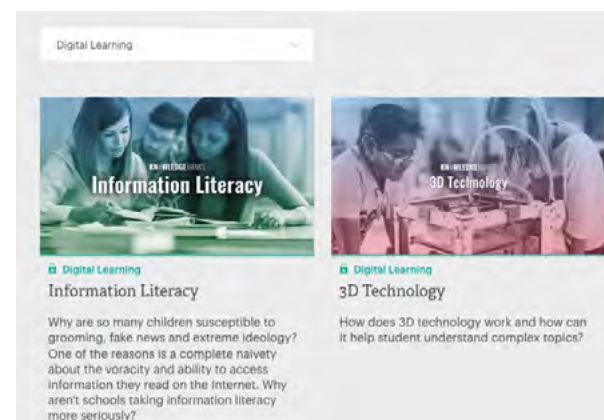 Digital Learning
KNOWLEDGEBANKS
Information Literacy
Digital Learning
Information Literacy
Why are so many children susceptible to
grooming, fake news and extreme ideology?
One of the reasons is a complete naivety
about the voracity and ability to access
information they read on the Internet. Why
aren't schools taking information literacy
more seriously?
KNOWLEDGEBANKS
3D Technology
Digital Learning
3D Technology
How does 3D technology work and how can
it help student understand complex topics?